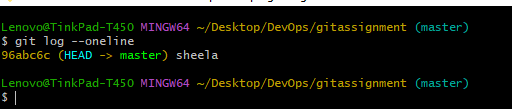 Lenovo@TinkPad-T450 MINGW64 ~/Desktop/DevOps/gitassignment (master)
$ git log --oneline
96abc6c (HEAD -> master) sheela
Lenovo@TinkPad-T450 MINGW64 ~/Desktop/DevOps/gitassignment (master)
$